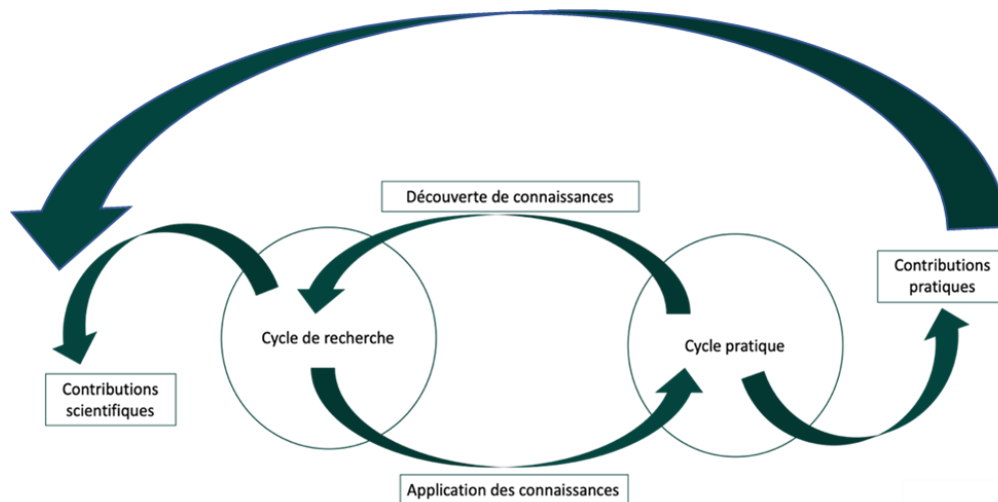 Découverte de connaissances
Contributions
pratiques
Cycle de recherche
Cycle pratique
Contributions
scientifiques
Application des connaissances